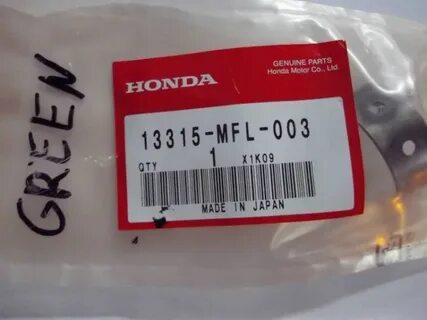 GREEN
HONDA
GENUINE PARTS
Honda Motor Co., Ltd.
13315-MFL-003
QTY 1 X1K09
MADE IN JAPAN